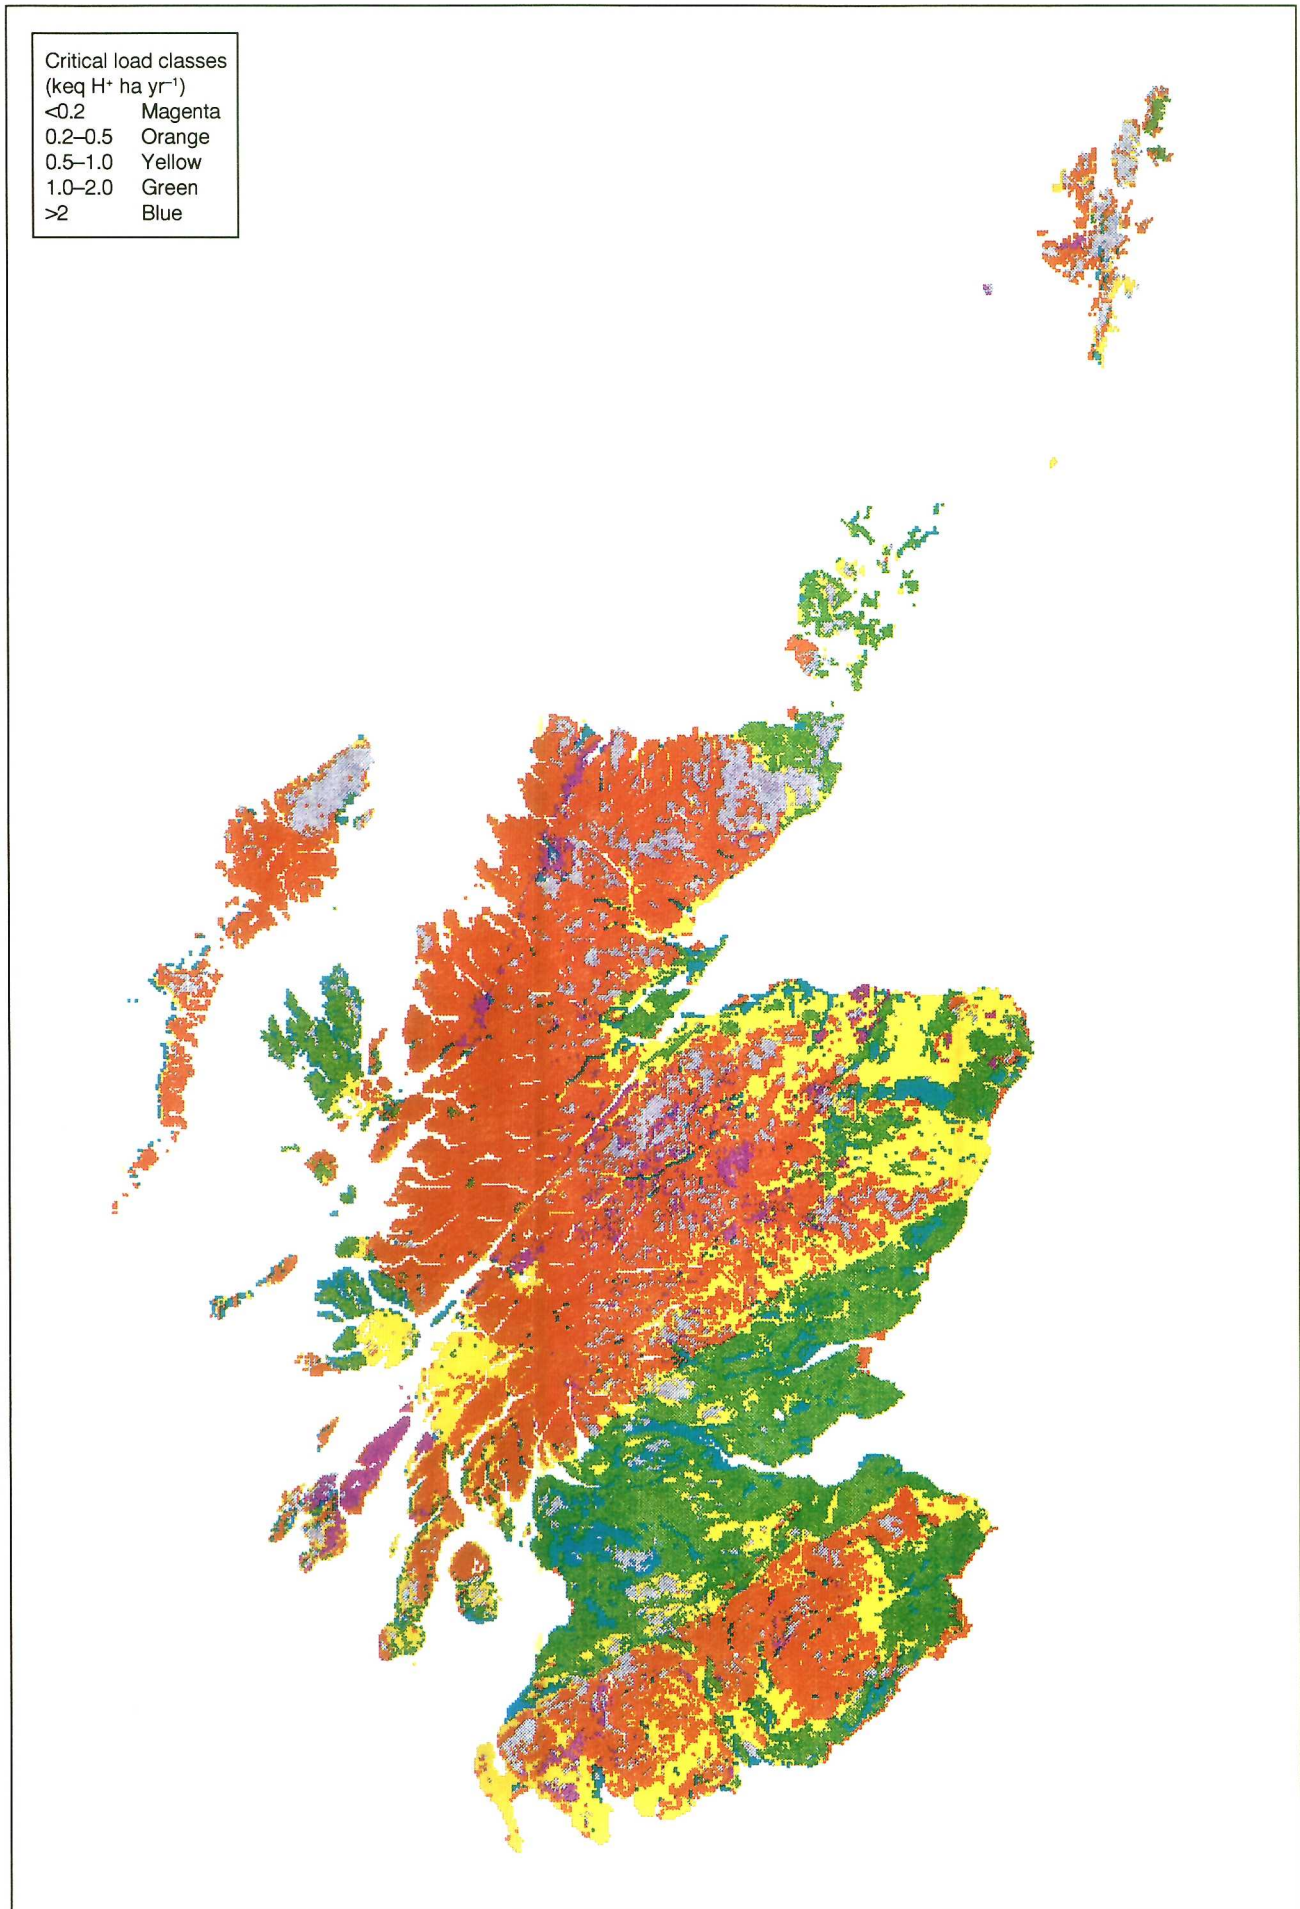 Critical load classes
(keq H⁺ ha yr⁻¹)
<0.2 Magenta
0.2–0.5 Orange
0.5–1.0 Yellow
1.0–2.0 Green
>2 Blue